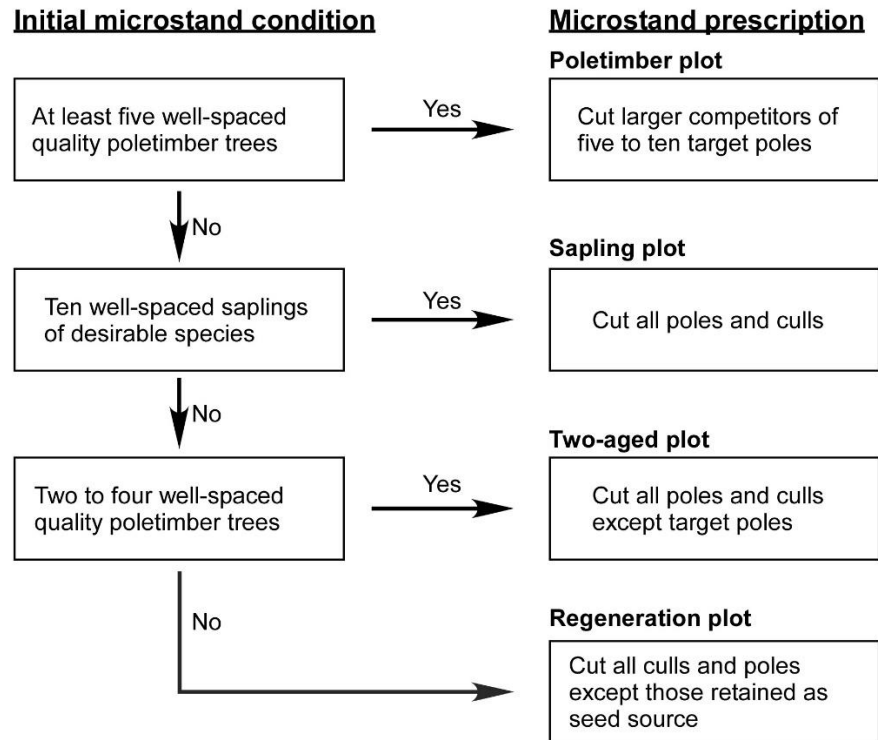 Initial microstand condition
Microstand prescription
Poletimber plot
At least five well-spaced
quality poletimber trees
Yes
Cut larger competitors of
five to ten target poles
No
Sapling plot
Ten well-spaced saplings
of desirable species
Yes
Cut all poles and culls
No
Two-aged plot
Two to four well-spaced
quality poletimber trees
Yes
Cut all poles and culls
except target poles
No
Regeneration plot
Cut all culls and poles
except those retained as
seed source